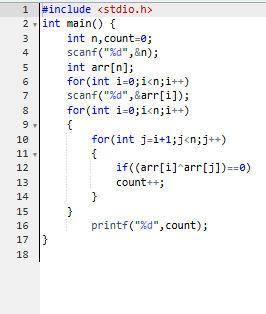 1 #include <stdio.h>
2 int main() {
3     int n,count=0;
4     scanf("%d",&n);
5     int arr[n];
6     for(int i=0;i<n;i++)
7     scanf("%d",&arr[i]);
8     for(int i=0;i<n;i++)
9     {
10         for(int j=i+1;j<n;j++)
11         {
12             if((arr[i]^arr[j])==0)
13             count++;
14         }
15     }
16         printf("%d",count);
17 }
18